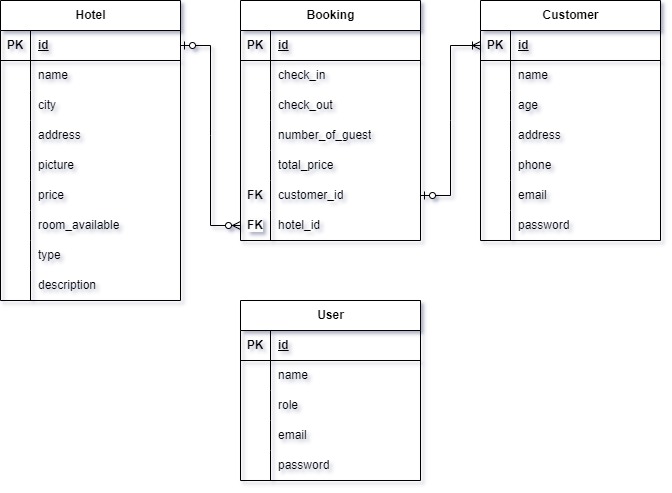 Hotel
PK id
name
city
address
picture
price
room_available
type
description
Booking
PK id
check_in
check_out
number_of_guest
total_price
FK customer_id
FK hotel_id
Customer
PK id
name
age
address
phone
email
password
User
PK id
name
role
email
password